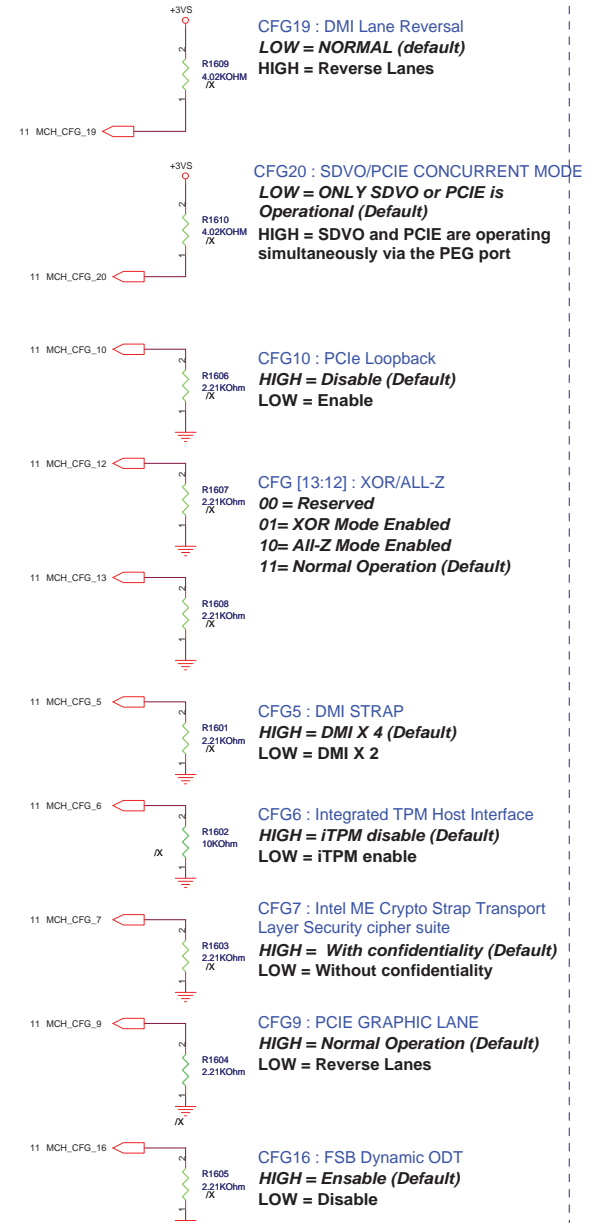 +3VS
CFG19 : DMI Lane Reversal
LOW = NORMAL (default)
HIGH = Reverse Lanes
2
R1609
4.02KOHM
/X
1
11 MCH_CFG_19
+3VS
CFG20 : SDVO/PCIE CONCURRENT MODE
LOW = ONLY SDVO or PCIE is
Operational (Default)
HIGH = SDVO and PCIE are operating
simultaneously via the PEG port
2
R1610
4.02KOHM
/X
1
11 MCH_CFG_20
11 MCH_CFG_10
CFG10 : PCIe Loopback
HIGH = Disable (Default)
LOW = Enable
2
R1606
2.21KOhm
/X
1
11 MCH_CFG_12
CFG [13:12] : XOR/ALL-Z
00 = Reserved
01= XOR Mode Enabled
10= All-Z Mode Enabled
11= Normal Operation (Default)
2
R1607
2.21KOhm
/X
1
11 MCH_CFG_13
2
R1608
2.21KOhm
/X
1
11 MCH_CFG_5
CFG5 : DMI STRAP
HIGH = DMI X 4 (Default)
LOW = DMI X 2
2
R1601
2.21KOhm
/X
1
11 MCH_CFG_6
CFG6 : Integrated TPM Host Interface
HIGH = iTPM disable (Default)
LOW = iTPM enable
2
R1602
10KOhm
/X
1
11 MCH_CFG_7
CFG7 : Intel ME Crypto Strap Transport
Layer Security cipher suite
HIGH = With confidentiality (Default)
LOW = Without confidentiality
2
R1603
2.21KOhm
/X
1
11 MCH_CFG_9
CFG9 : PCIE GRAPHIC LANE
HIGH = Normal Operation (Default)
LOW = Reverse Lanes
2
R1604
2.21KOhm
1
/X
11 MCH_CFG_16
CFG16 : FSB Dynamic ODT
HIGH = Ensable (Default)
LOW = Disable
2
R1605
2.21KOhm
/X
1